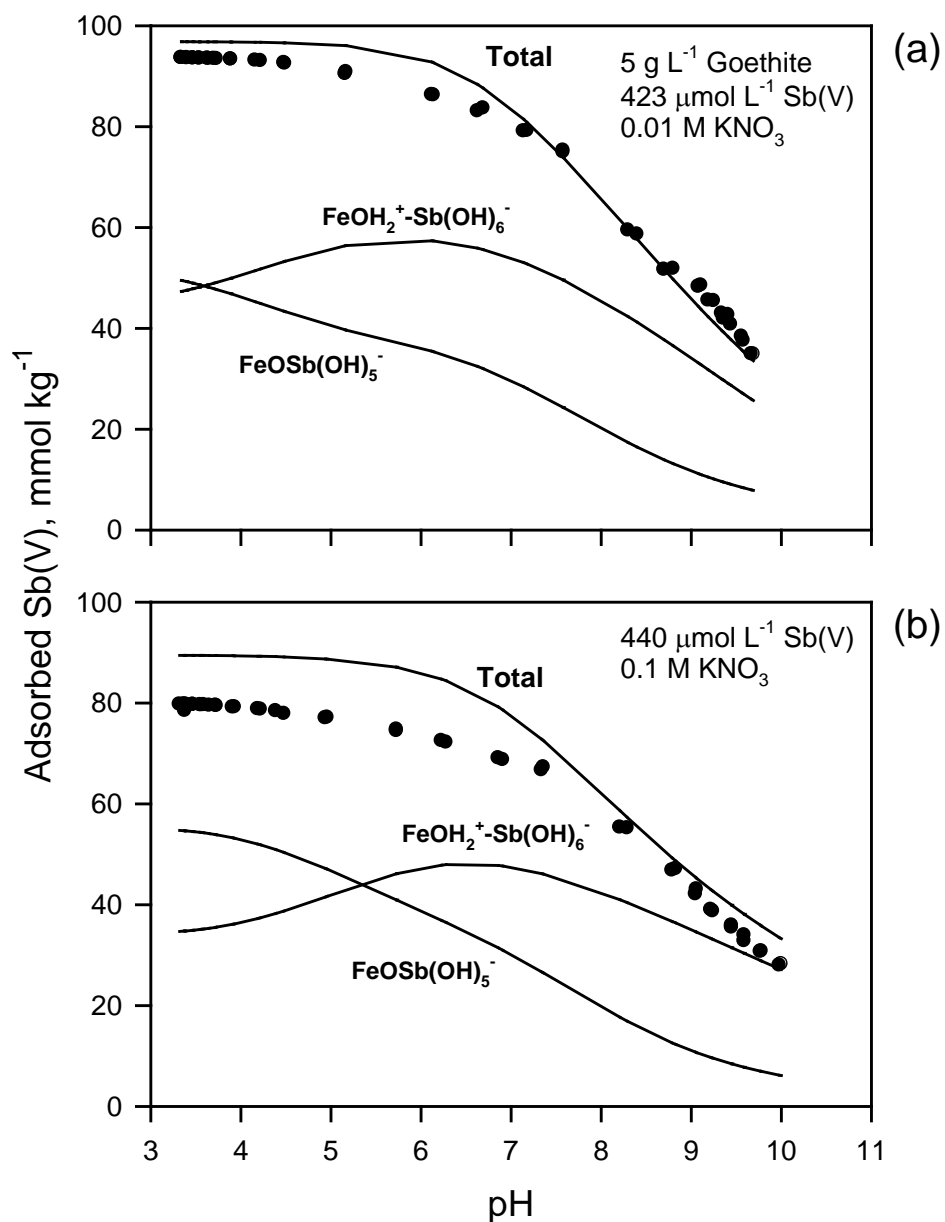 (a)
Total
5 g L⁻¹ Goethite
423 μmol L⁻¹ Sb(V)
0.01 M KNO₃
FeOH₂⁺-Sb(OH)₆⁻
FeOSb(OH)₅⁻
100
80
60
40
20
0
Adsorbed Sb(V), mmol kg⁻¹
(b)
440 μmol L⁻¹ Sb(V)
0.1 M KNO₃
Total
FeOH₂⁺-Sb(OH)₆⁻
FeOSb(OH)₅⁻
100
80
60
40
20
0
3 4 5 6 7 8 9 10 11
pH